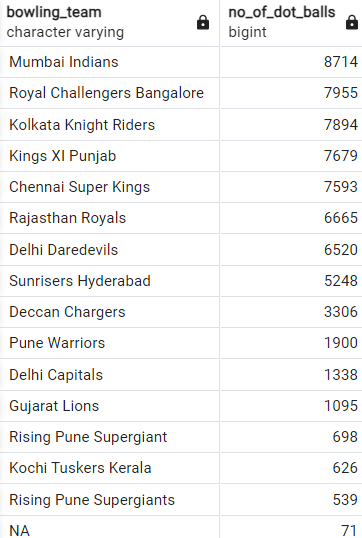 bowling_team no_of_dot_balls
character varying bigint
Mumbai Indians 8714
Royal Challengers Bangalore 7955
Kolkata Knight Riders 7894
Kings XI Punjab 7679
Chennai Super Kings 7593
Rajasthan Royals 6665
Delhi Daredevils 6520
Sunrisers Hyderabad 5248
Deccan Chargers 3306
Pune Warriors 1900
Delhi Capitals 1338
Gujarat Lions 1095
Rising Pune Supergiant 698
Kochi Tuskers Kerala 626
Rising Pune Supergiants 539
NA 71